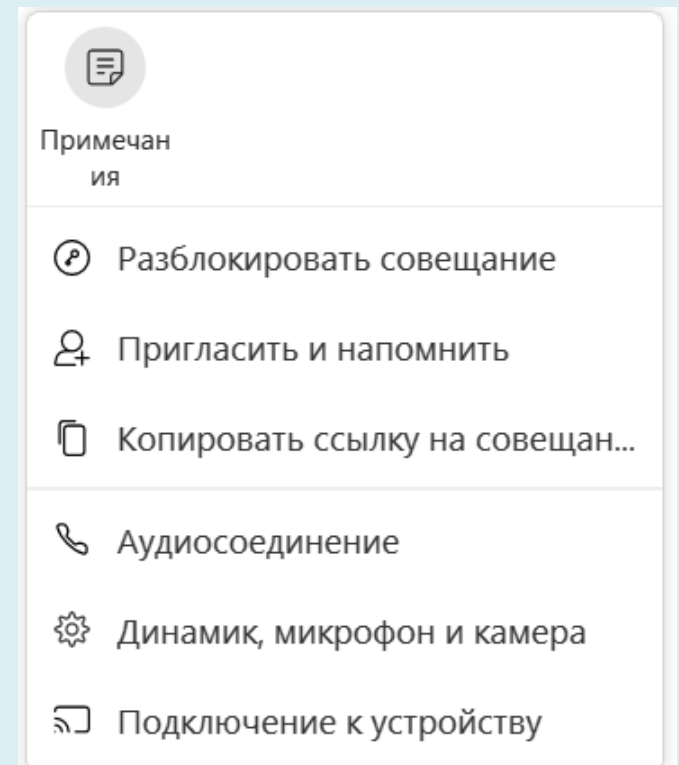 Примечан
ия
Разблокировать совещание
Пригласить и напомнить
Копировать ссылку на совещан...
Аудиосоединение
Динамик, микрофон и камера
Подключение к устройству